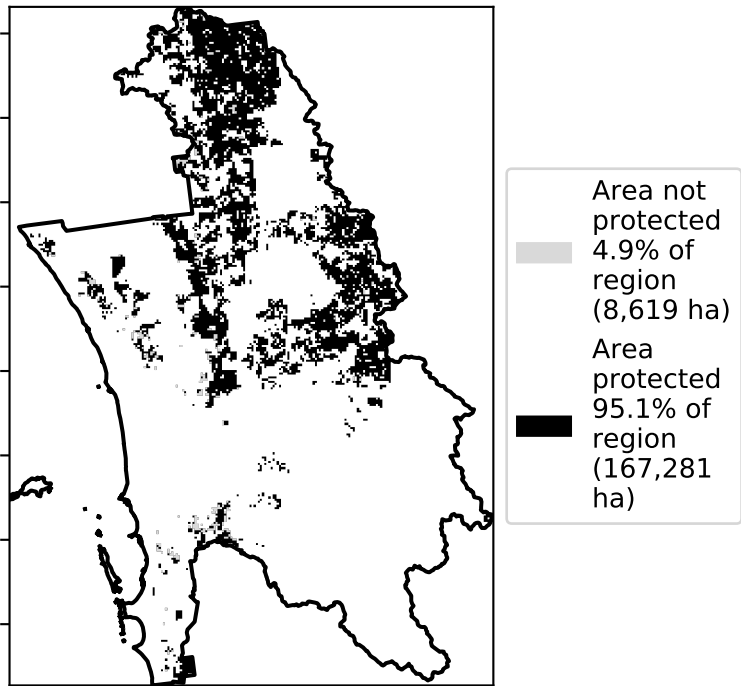 Area not
protected
4.9% of
region
(8,619 ha)
Area
protected
95.1% of
region
(167,281
ha)